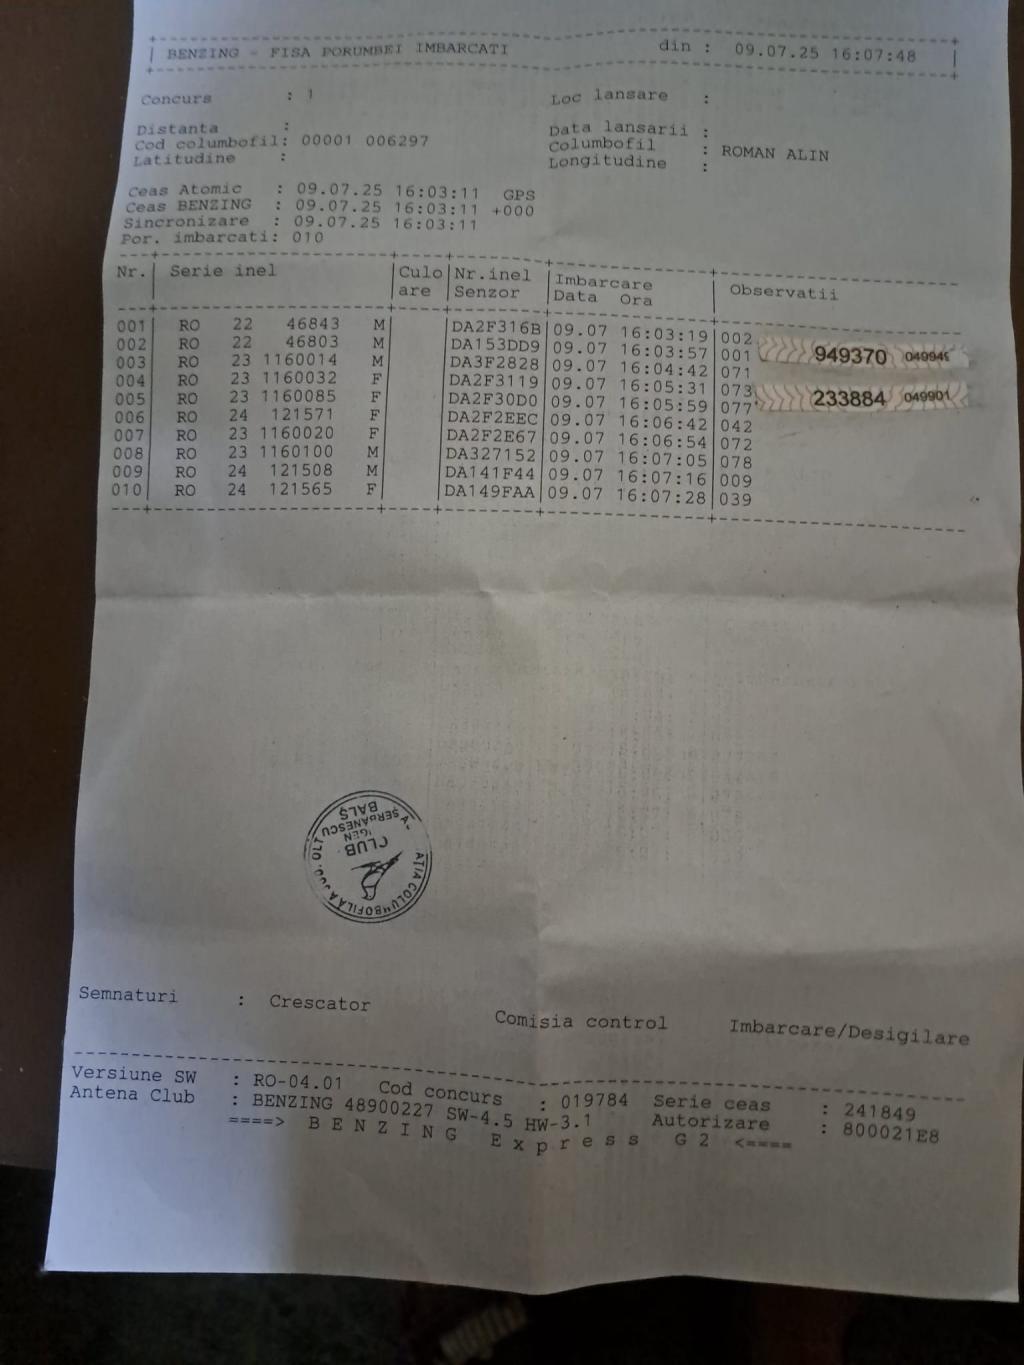 BENZING - FISA PORUMBEI IMBARCATI din : 09.07.25 16:07:48
Concurs : 1 Loc lansare :
Distanta : Data lansarii :
Cod columbofil: 00001 006297 Columbofil : ROMAN ALIN
Latitudine : Longitudine :
Ceas Atomic : 09.07.25 16:03:11 GPS
Ceas BENZING : 09.07.25 16:03:11 +000
Sincronizare : 09.07.25 16:03:11
Por. imbarcati: 010
Nr. Serie inel Culo Nr.inel Imbarcare Observatii
are Senzor Data Ora
001 RO 22 46843 M DA2F316B 09.07 16:03:19 002
002 RO 22 46803 M DA153DD9 09.07 16:03:57 001 949370
003 RO 23 1160014 M DA3F2828 09.07 16:04:42 071
004 RO 23 1160032 F DA2F3119 09.07 16:05:31 073
005 RO 23 1160085 F DA2F30D0 09.07 16:05:59 077 233884 049901
006 RO 24 121571 F DA2F2EEC 09.07 16:06:42 042
007 RO 23 1160020 F DA2F2E67 09.07 16:06:54 072
008 RO 23 1160100 M DA327152 09.07 16:07:05 078
009 RO 24 121508 M DA141F44 09.07 16:07:16 009
010 RO 24 121565 F DA149FAA 09.07 16:07:28 039
COLUMBOFILA JUD. OLT
CLUB
ȘERBĂNESCU
BALȘ
Semnaturi : Crescator Comisia control Imbarcare/Desigilare
Versiune SW : RO-04.01 Cod concurs : 019784 Serie ceas : 241849
Antena Club : BENZING 48900227 SW-4.5 HW-3.1 Autorizare : 800021E8
====> B E N Z I N G E x p r e s s G 2 <====